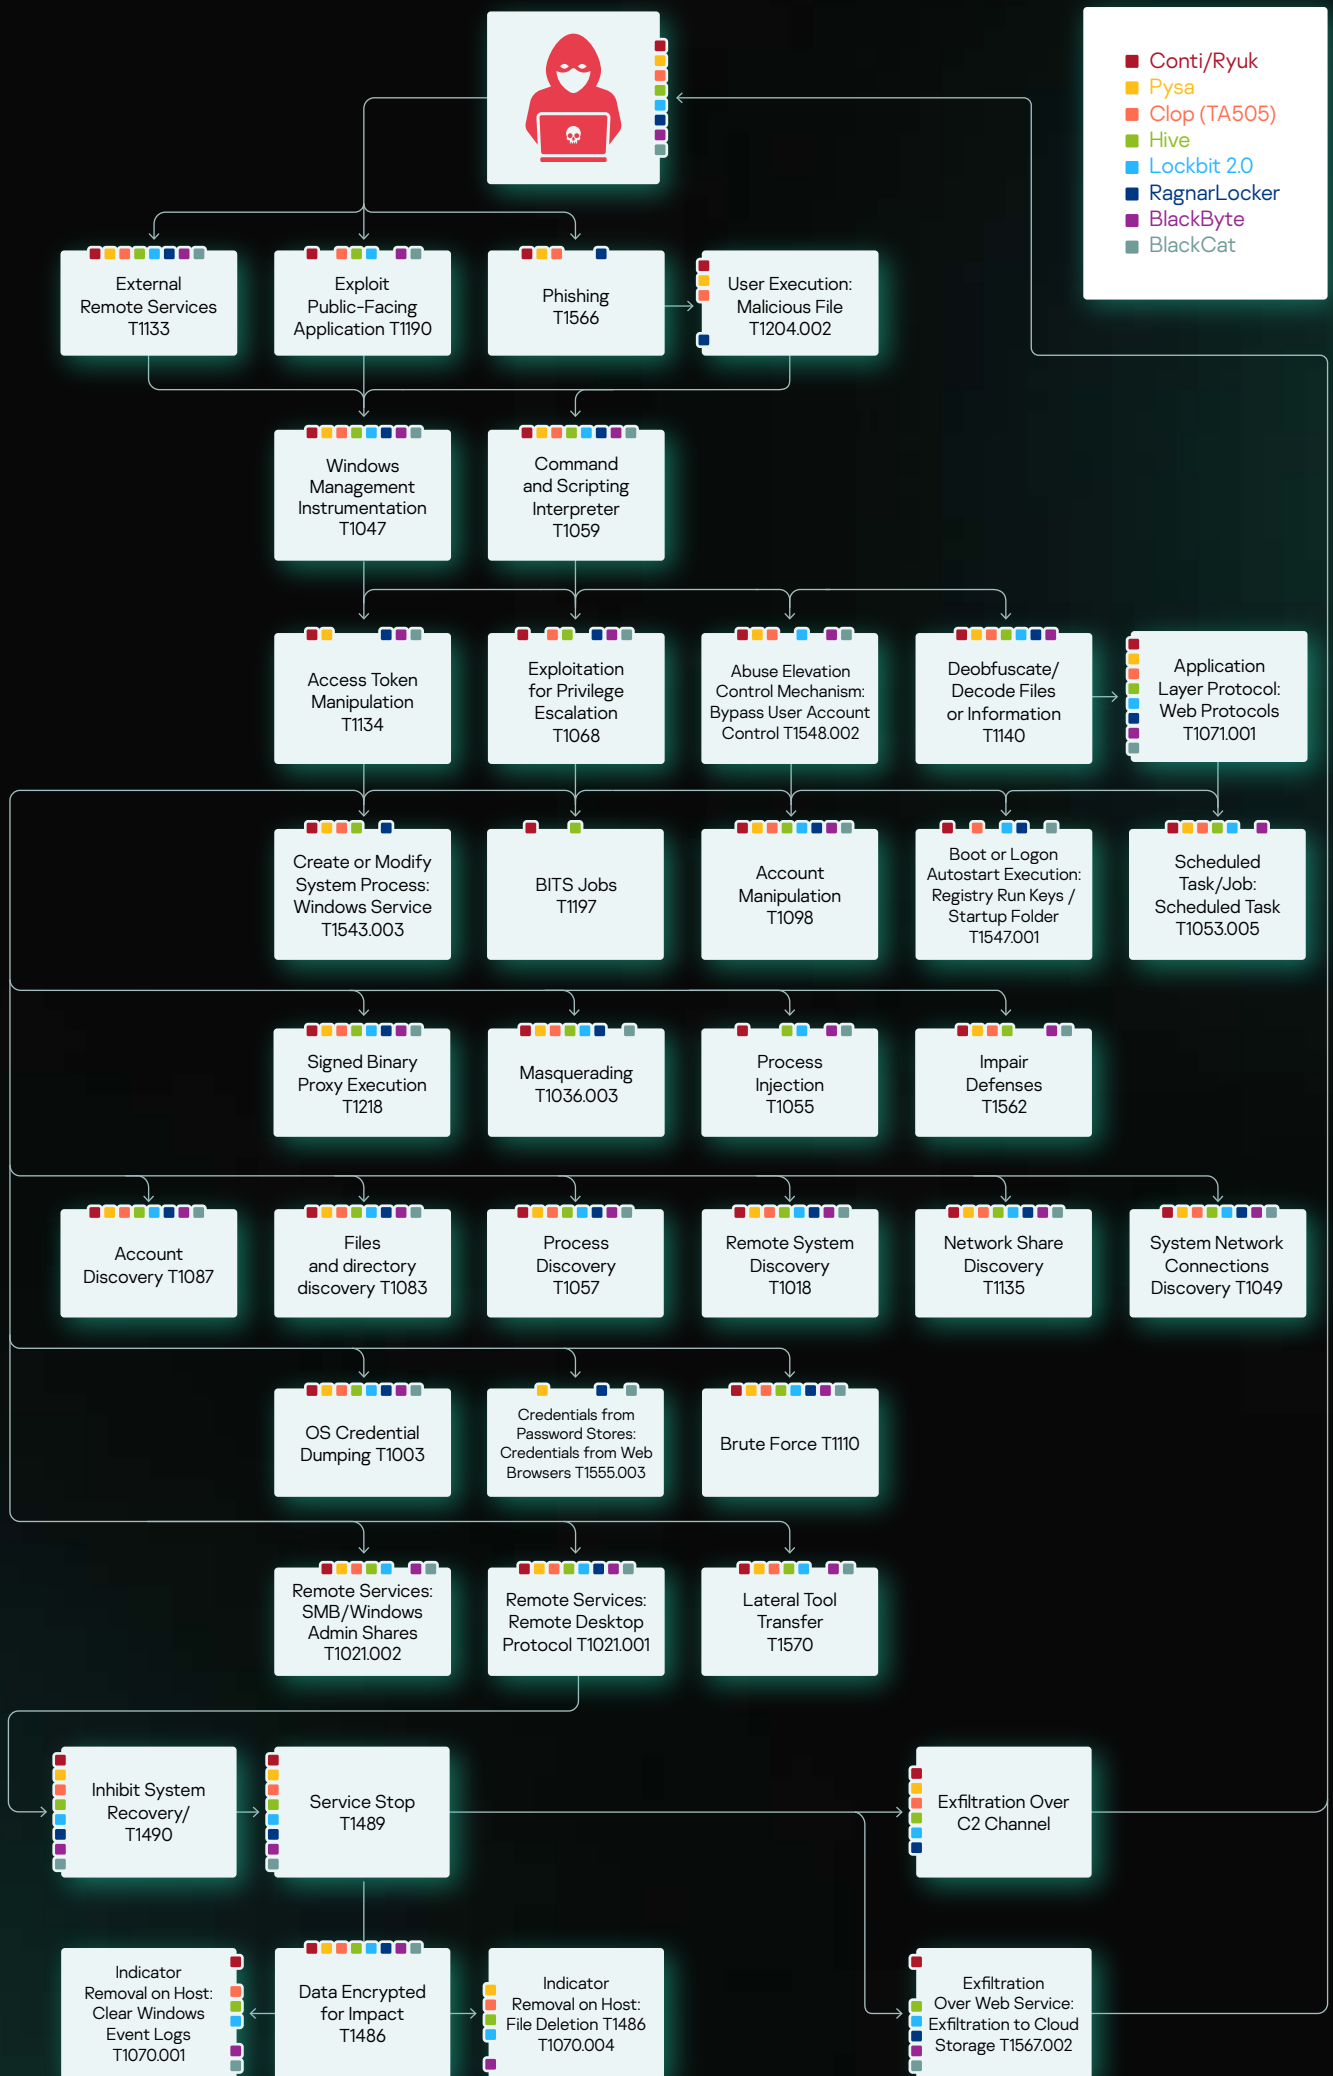 Conti/Ryuk
Pysa
Clop (TA505)
Hive
Lockbit 2.0
RagnarLocker
BlackByte
BlackCat
External
Remote Services
T1133
Exploit
Public-Facing
Application T1190
Phishing
T1566
User Execution:
Malicious File
T1204.002
Windows
Management
Instrumentation
T1047
Command
and Scripting
Interpreter
T1059
Access Token
Manipulation
T1134
Exploitation
for Privilege
Escalation
T1068
Abuse Elevation
Control Mechanism:
Bypass User Account
Control T1548.002
Deobfuscate/
Decode Files
or Information
T1140
Application
Layer Protocol:
Web Protocols
T1071.001
Create or Modify
System Process:
Windows Service
T1543.003
BITS Jobs
T1197
Account
Manipulation
T1098
Boot or Logon
Autostart Execution:
Registry Run Keys /
Startup Folder
T1547.001
Scheduled
Task/Job:
Scheduled Task
T1053.005
Signed Binary
Proxy Execution
T1218
Masquerading
T1036.003
Process
Injection
T1055
Impair
Defenses
T1562
Account
Discovery T1087
Files
and directory
discovery T1083
Process
Discovery
T1057
Remote System
Discovery
T1018
Network Share
Discovery
T1135
System Network
Connections
Discovery T1049
OS Credential
Dumping T1003
Credentials from
Password Stores:
Credentials from Web
Browsers T1555.003
Brute Force T1110
Remote Services:
SMB/Windows
Admin Shares
T1021.002
Remote Services:
Remote Desktop
Protocol T1021.001
Lateral Tool
Transfer
T1570
Inhibit System
Recovery/
T1490
Service Stop
T1489
Exfiltration Over
C2 Channel
Indicator
Removal on Host:
Clear Windows
Event Logs
T1070.001
Data Encrypted
for Impact
T1486
Indicator
Removal on Host:
File Deletion T1486
T1070.004
Exfiltration
Over Web Service:
Exfiltration to Cloud
Storage T1567.002